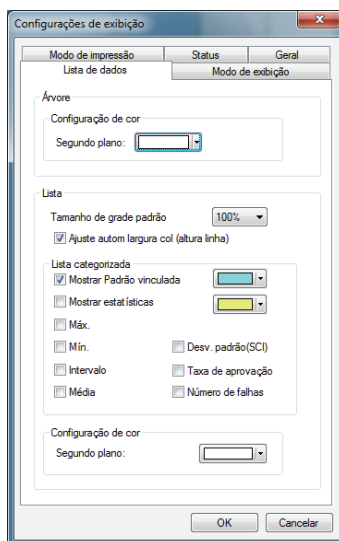 Configurações de exibição
Modo de impressão Status Geral
Lista de dados Modo de exibição
Árvore
Configuração de cor
Segundo plano:
Lista
Tamanho de grade padrão 100%
Ajuste autom largura col (altura linha)
Lista categorizada
Mostrar Padrão vinculada
Mostrar estatísticas
Máx.
Mín. Desv. padrão(SCI)
Intervalo Taxa de aprovação
Média Número de falhas
Configuração de cor
Segundo plano:
OK Cancelar